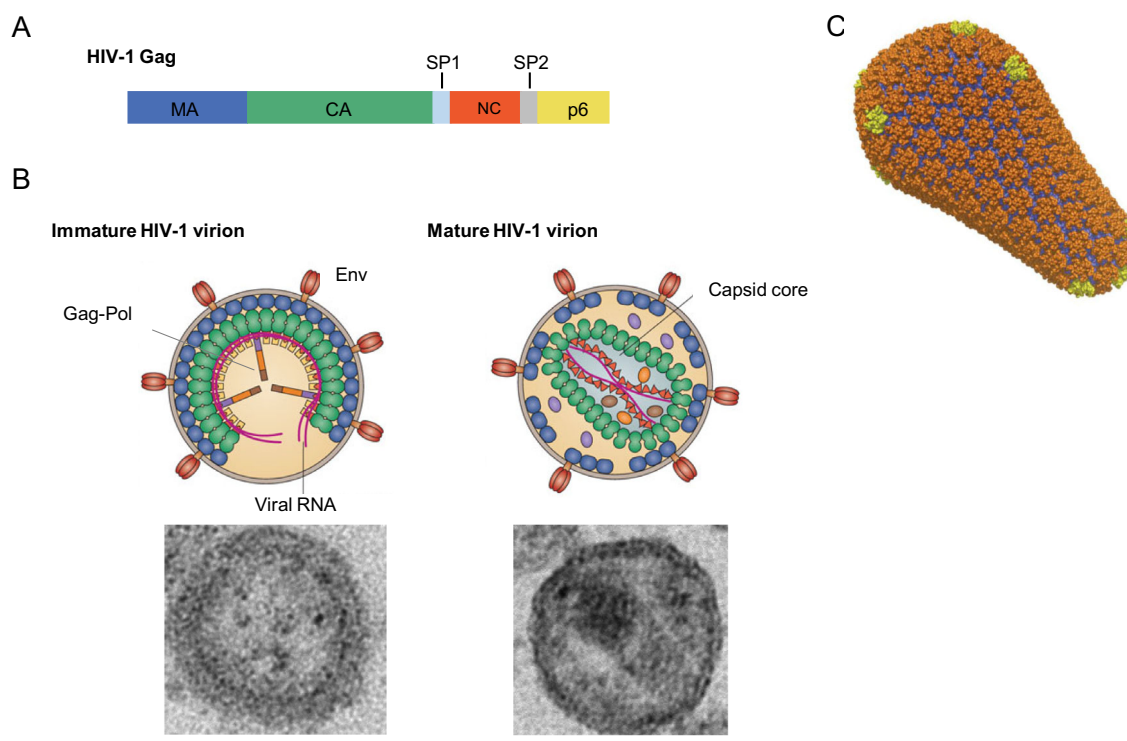 A
HIV-1 Gag
SP1
SP2
MA
CA
NC
p6
B
Immature HIV-1 virion
Mature HIV-1 virion
Env
Gag-Pol
Capsid core
Viral RNA
C